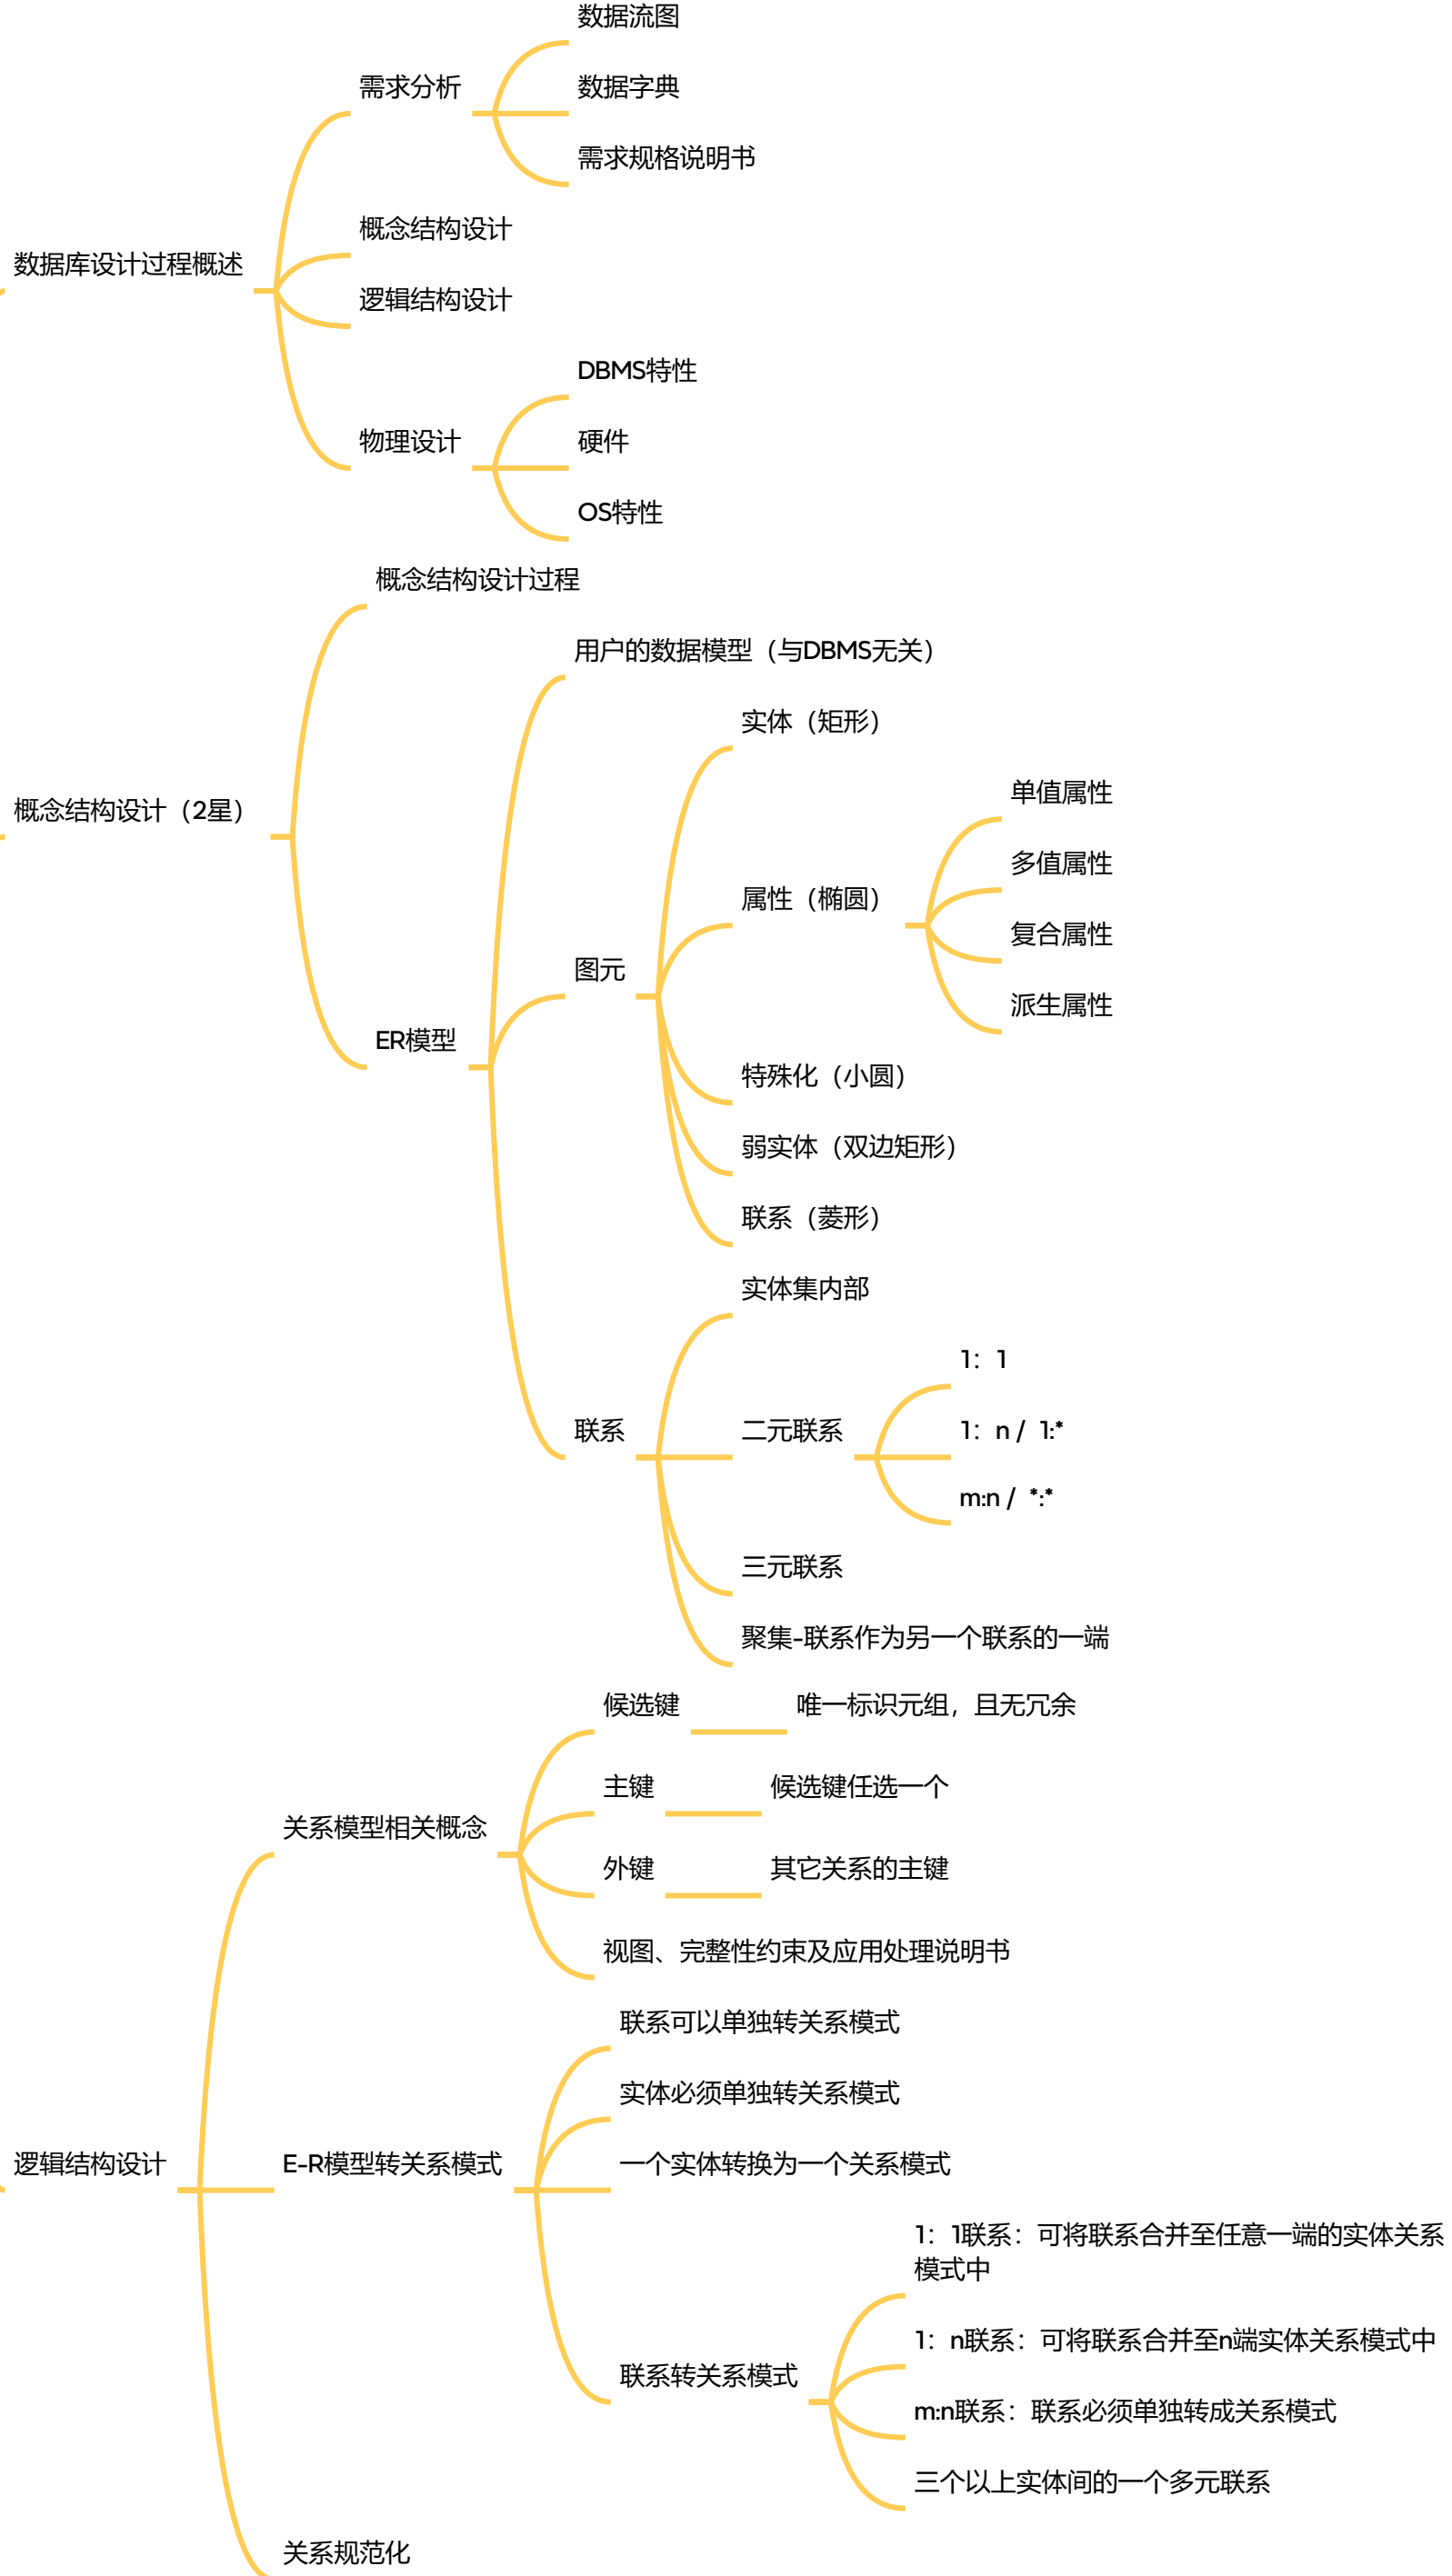 数据流图
需求分析
数据字典
需求规格说明书
概念结构设计
数据库设计过程概述
逻辑结构设计
DBMS特性
物理设计
硬件
OS特性
概念结构设计过程
用户的数据模型（与DBMS无关）
实体（矩形）
单值属性
概念结构设计（2星）
多值属性
属性（椭圆）
复合属性
图元
派生属性
ER模型
特殊化（小圆）
弱实体（双边矩形）
联系（菱形）
实体集内部
1：1
联系
二元联系
1：n / 1:*
m:n / *:*
三元联系
聚集-联系作为另一个联系的一端
候选键
唯一标识元组，且无冗余
主键
候选键任选一个
关系模型相关概念
外键
其它关系的主键
视图、完整性约束及应用处理说明书
联系可以单独转关系模式
实体必须单独转关系模式
逻辑结构设计
E-R模型转关系模式
一个实体转换为一个关系模式
1：1联系：可将联系合并至任意一端的实体关系
模式中
1：n联系：可将联系合并至n端实体关系模式中
联系转关系模式
m:n联系：联系必须单独转成关系模式
三个以上实体间的一个多元联系
关系规范化